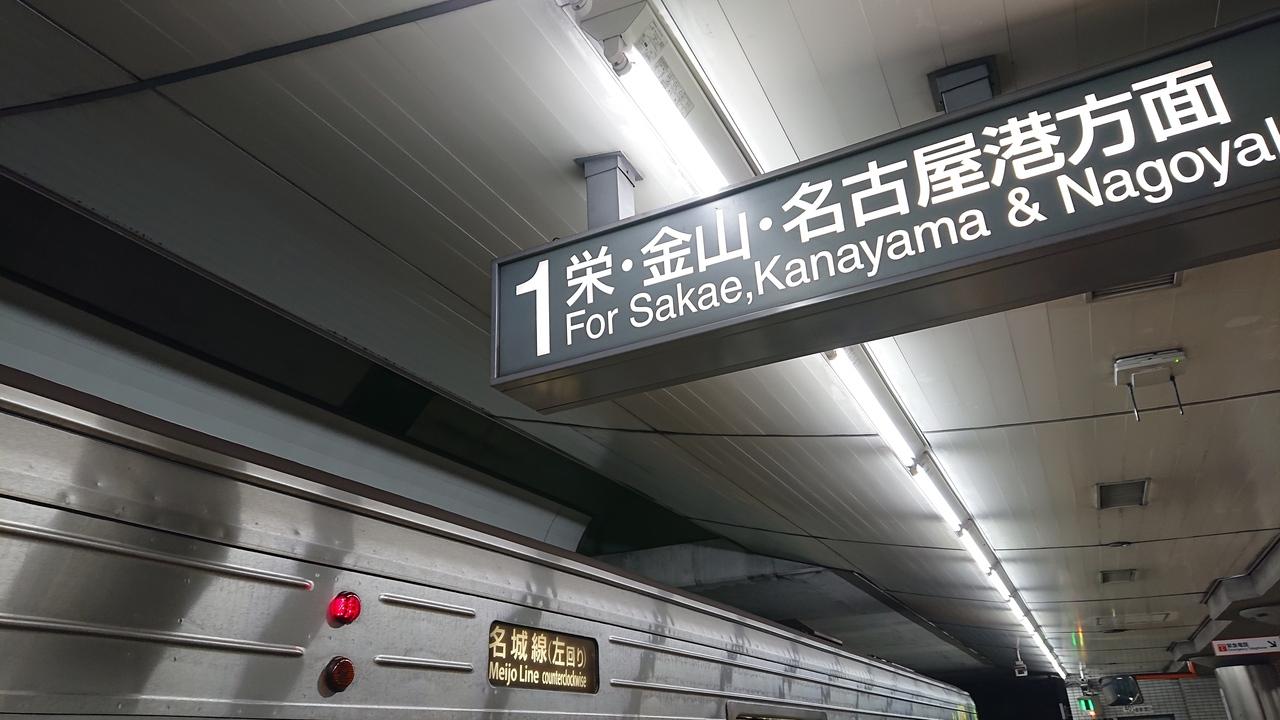 1
栄・金山・名古屋港方面
For Sakae,Kanayama & Nagoya
名城線(左回り)
Meijo Line counterclockwise